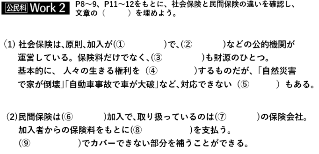 公民科 Work 2 P8～9、P11～12をもとに、社会保険と民間保険の違いを確認し、
文章の（　　　）を埋めよう。
(1) 社会保険は、原則、加入が（①　　　　）で、（②　　　　）などの公的機関が
運営している。保険料だけでなく、（③　　　　）も財源のひとつ。
基本的に、人々の生きる権利を（④　　　　）するものだが、「自然災害
で家が倒壊」「自動車事故で車が大破」など、対応できない（⑤　　　　）もある。
(2) 民間保険は（⑥　　　　）加入で、取り扱っているのは（⑦　　　　）の保険会社。
加入者からの保険料をもとに（⑧　　　　）を支払う。
（⑨　　　　）でカバーできない部分を補うことができる。